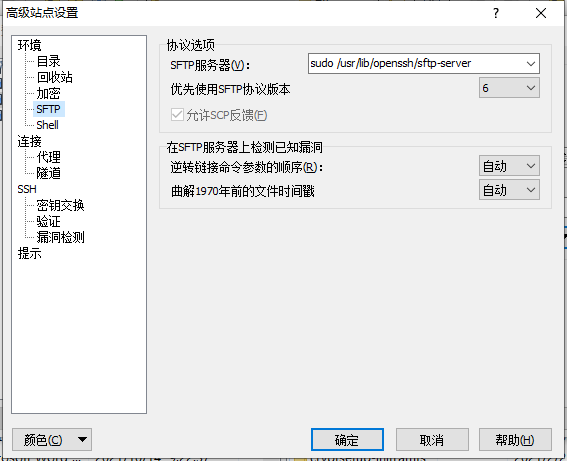 高级站点设置
环境
目录
回收站
加密
SFTP
Shell
连接
代理
隧道
SSH
密钥交换
验证
漏洞检测
提示
协议选项
SFTP服务器(V): sudo /usr/lib/openssh/sftp-server
优先使用SFTP协议版本 6
允许SCP反馈(F)
在SFTP服务器上检测已知漏洞
逆转链接命令参数的顺序(R): 自动
曲解1970年前的文件时间戳 自动
颜色(C) 确定 取消 帮助(H)